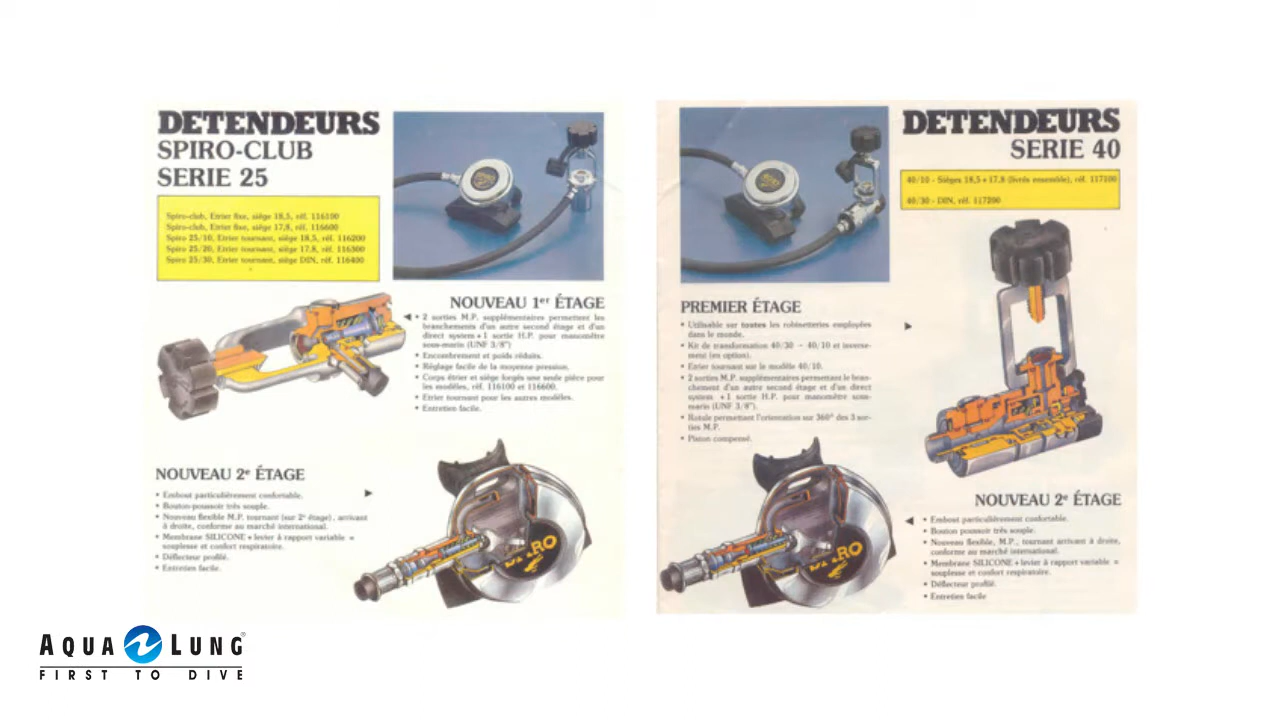 DETENDEURS
SPIRO-CLUB
SERIE 25
Spiro-club, Etrier fixe, siège 18,5, réf. 116100
Spiro-club, Etrier fixe, siège 17,8, réf. 116600
Spiro 25/10, Etrier tournant, siège 18,5, réf. 116200
Spiro 25/20, Etrier tournant, siège 17,8, réf. 116300
Spiro 25/30, Etrier tournant, siège DIN, réf. 116400
NOUVEAU 1er ÉTAGE
• 2 sorties M.P. supplémentaires permettent les
branchements d'un autre second étage et d'un
direct system + 1 sortie H.P. pour manomètre
sous-marin (UNF 3/8")
• Encombrement et poids réduits.
• Réglage facile de la moyenne pression.
• Corps étrier et siège forgés une seule pièce pour
les modèles, réf. 116100 et 116600.
• Etrier tournant pour les autres modèles.
• Entretien facile.
NOUVEAU 2e ÉTAGE
• Embout particulièrement confortable.
• Bouton-poussoir très souple.
• Nouveau flexible M.P. tournant (sur 2e étage), arrivant
à droite, conforme au marché international.
• Membrane SILICONE + levier à rapport variable =
souplesse et confort respiratoire.
• Déflecteur profilé.
• Entretien facile.
DETENDEURS
SERIE 40
40/10 - Sièges 18,5 + 17,8 (livrés ensemble), réf. 117100
40/30 - DIN, réf. 117200
PREMIER ÉTAGE
• Utilisable sur toutes les robinetteries employées
dans le monde.
• Kit de transformation 40/30 - 40/10 et inverse-
ment (en option).
• Etrier tournant sur le modèle 40/10.
• 2 sorties M.P. supplémentaires permettant le bran-
chement d'un autre second étage et d'un direct
system + 1 sortie H.P. pour manomètre sous-
marin (UNF 3/8").
• Rotule permettant l'orientation sur 360° des 3 sor-
ties M.P.
• Piston compensé.
NOUVEAU 2e ÉTAGE
• Embout particulièrement confortable.
• Bouton poussoir très souple.
• Nouveau flexible, M.P., tournant arrivant à droite,
conforme au marché international.
• Membrane SILICONE + levier à rapport variable =
souplesse et confort respiratoire.
• Déflecteur profilé.
• Entretien facile
AQUA LUNG®
FIRST TO DIVE